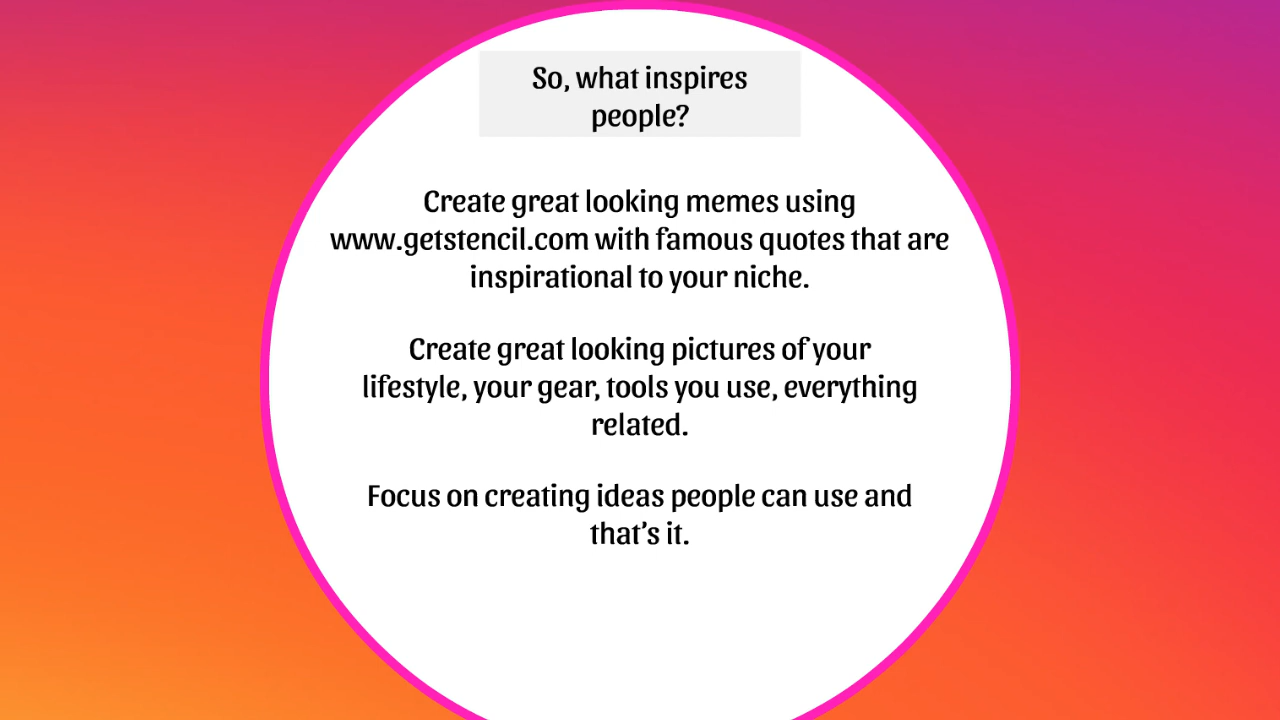 So, what inspires
people?
Create great looking memes using
www.getstencil.com with famous quotes that are
inspirational to your niche.
Create great looking pictures of your
lifestyle, your gear, tools you use, everything
related.
Focus on creating ideas people can use and
that’s it.